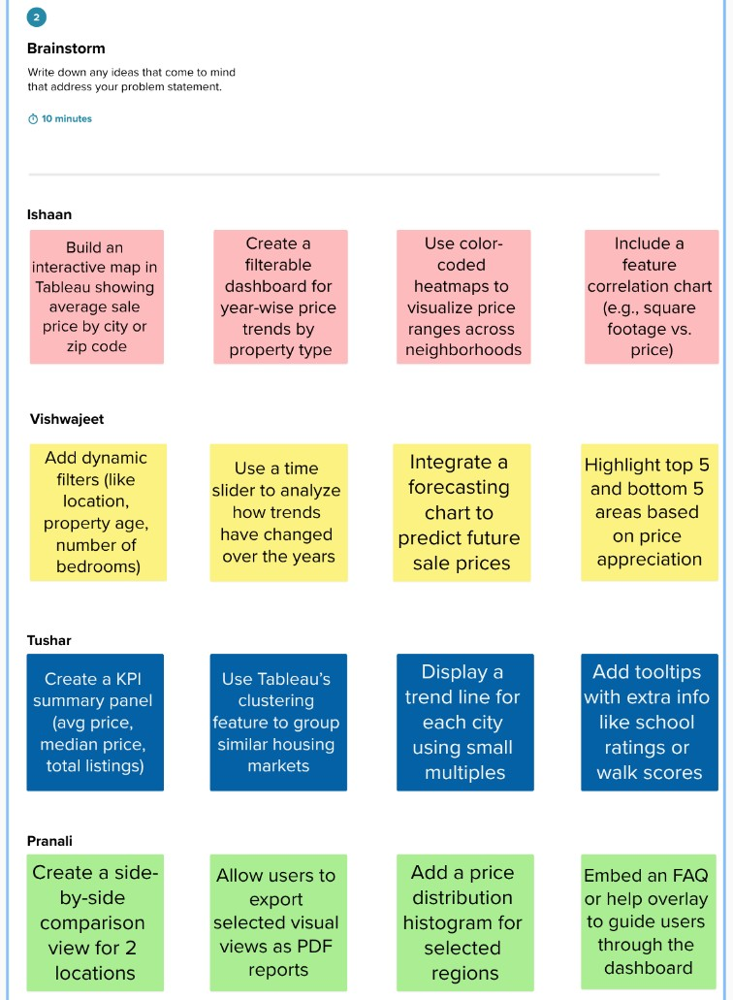 2
Brainstorm
Write down any ideas that come to mind
that address your problem statement.
10 minutes
Ishaan
Build an
interactive map in
Tableau showing
average sale
price by city or
zip code
Create a
filterable
dashboard for
year-wise price
trends by
property type
Use color-
coded
heatmaps to
visualize price
ranges across
neighborhoods
Include a
feature
correlation chart
(e.g., square
footage vs.
price)
Vishwajeet
Add dynamic
filters (like
location,
property age,
number of
bedrooms)
Use a time
slider to analyze
how trends
have changed
over the years
Integrate a
forecasting
chart to
predict future
sale prices
Highlight top 5
and bottom 5
areas based
on price
appreciation
Tushar
Create a KPI
summary panel
(avg price,
median price,
total listings)
Use Tableau’s
clustering
feature to group
similar housing
markets
Display a
trend line for
each city
using small
multiples
Add tooltips
with extra info
like school
ratings or
walk scores
Pranali
Create a side-
by-side
comparison
view for 2
locations
Allow users to
export
selected visual
views as PDF
reports
Add a price
distribution
histogram for
selected
regions
Embed an FAQ
or help overlay
to guide users
through the
dashboard